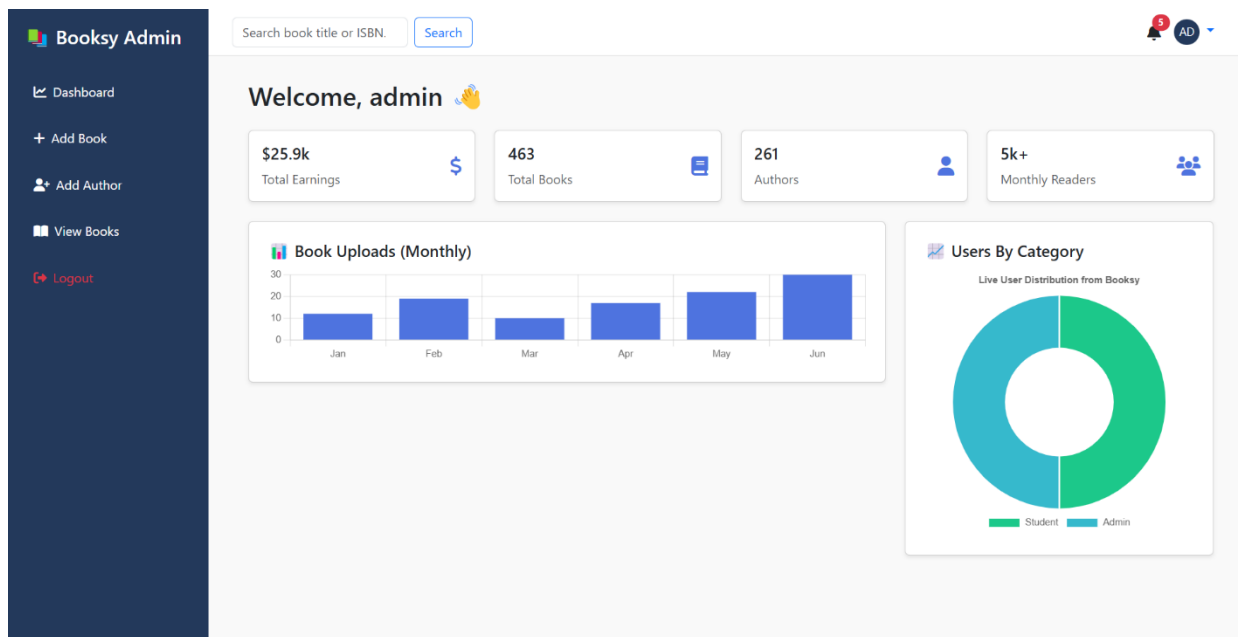 Booksy Admin
Dashboard
Add Book
Add Author
View Books
Logout
Search book title or ISBN.
Search
5
AD
Welcome, admin 👋
$25.9k
Total Earnings
463
Total Books
261
Authors
5k+
Monthly Readers
Book Uploads (Monthly)
30
20
10
0
Jan Feb Mar Apr May Jun
Users By Category
Live User Distribution from Booksy
Student Admin